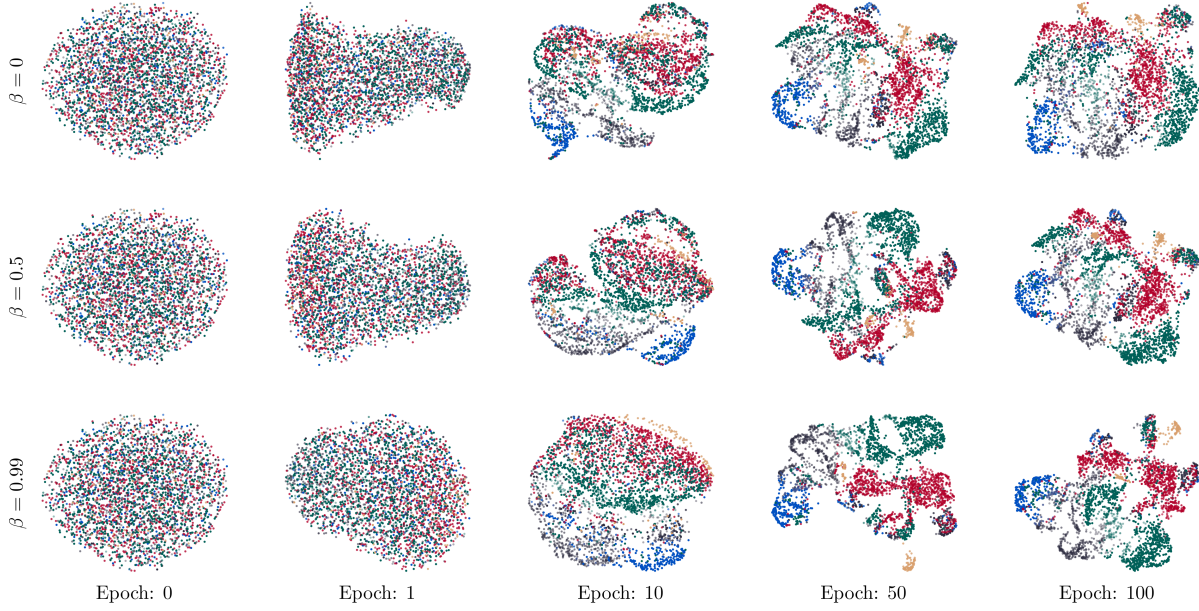 β = 0
β = 0.5
β = 0.99
Epoch: 0 Epoch: 1 Epoch: 10 Epoch: 50 Epoch: 100